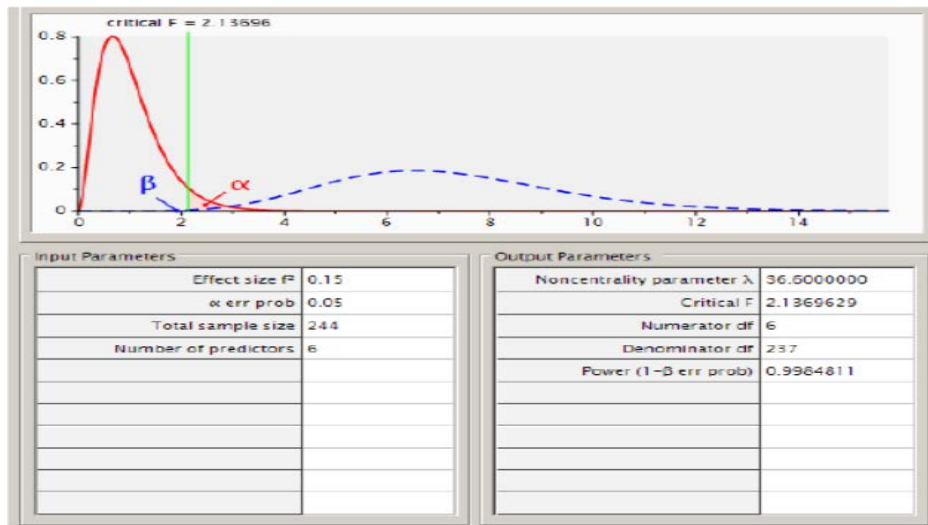 critical F = 2.13696
0.8
0.6
0.4
0.2
0
β
α
0 2 4 6 8 10 12 14
Input Parameters
Effect size f² 0.15
α err prob 0.05
Total sample size 244
Number of predictors 6
Output Parameters
Noncentrality parameter λ 36.6000000
Critical F 2.1369629
Numerator df 6
Denominator df 237
Power (1-β err prob) 0.9984811